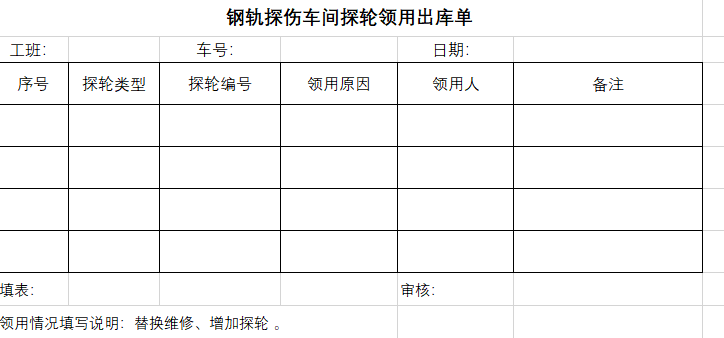 钢轨探伤车间探轮领用出库单
工班： 车号： 日期：
序号 探轮类型 探轮编号 领用原因 领用人 备注
填表： 审核：
领用情况填写说明：替换维修、增加探轮 。